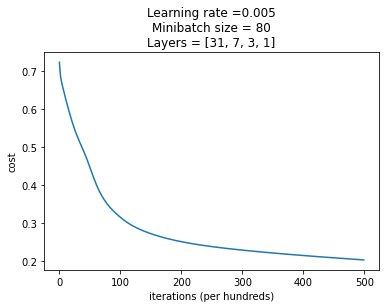 Learning rate =0.005
Minibatch size = 80
Layers = [31, 7, 3, 1]
0.7
0.6
0.5
0.4
0.3
0.2
cost
0 100 200 300 400 500
iterations (per hundreds)